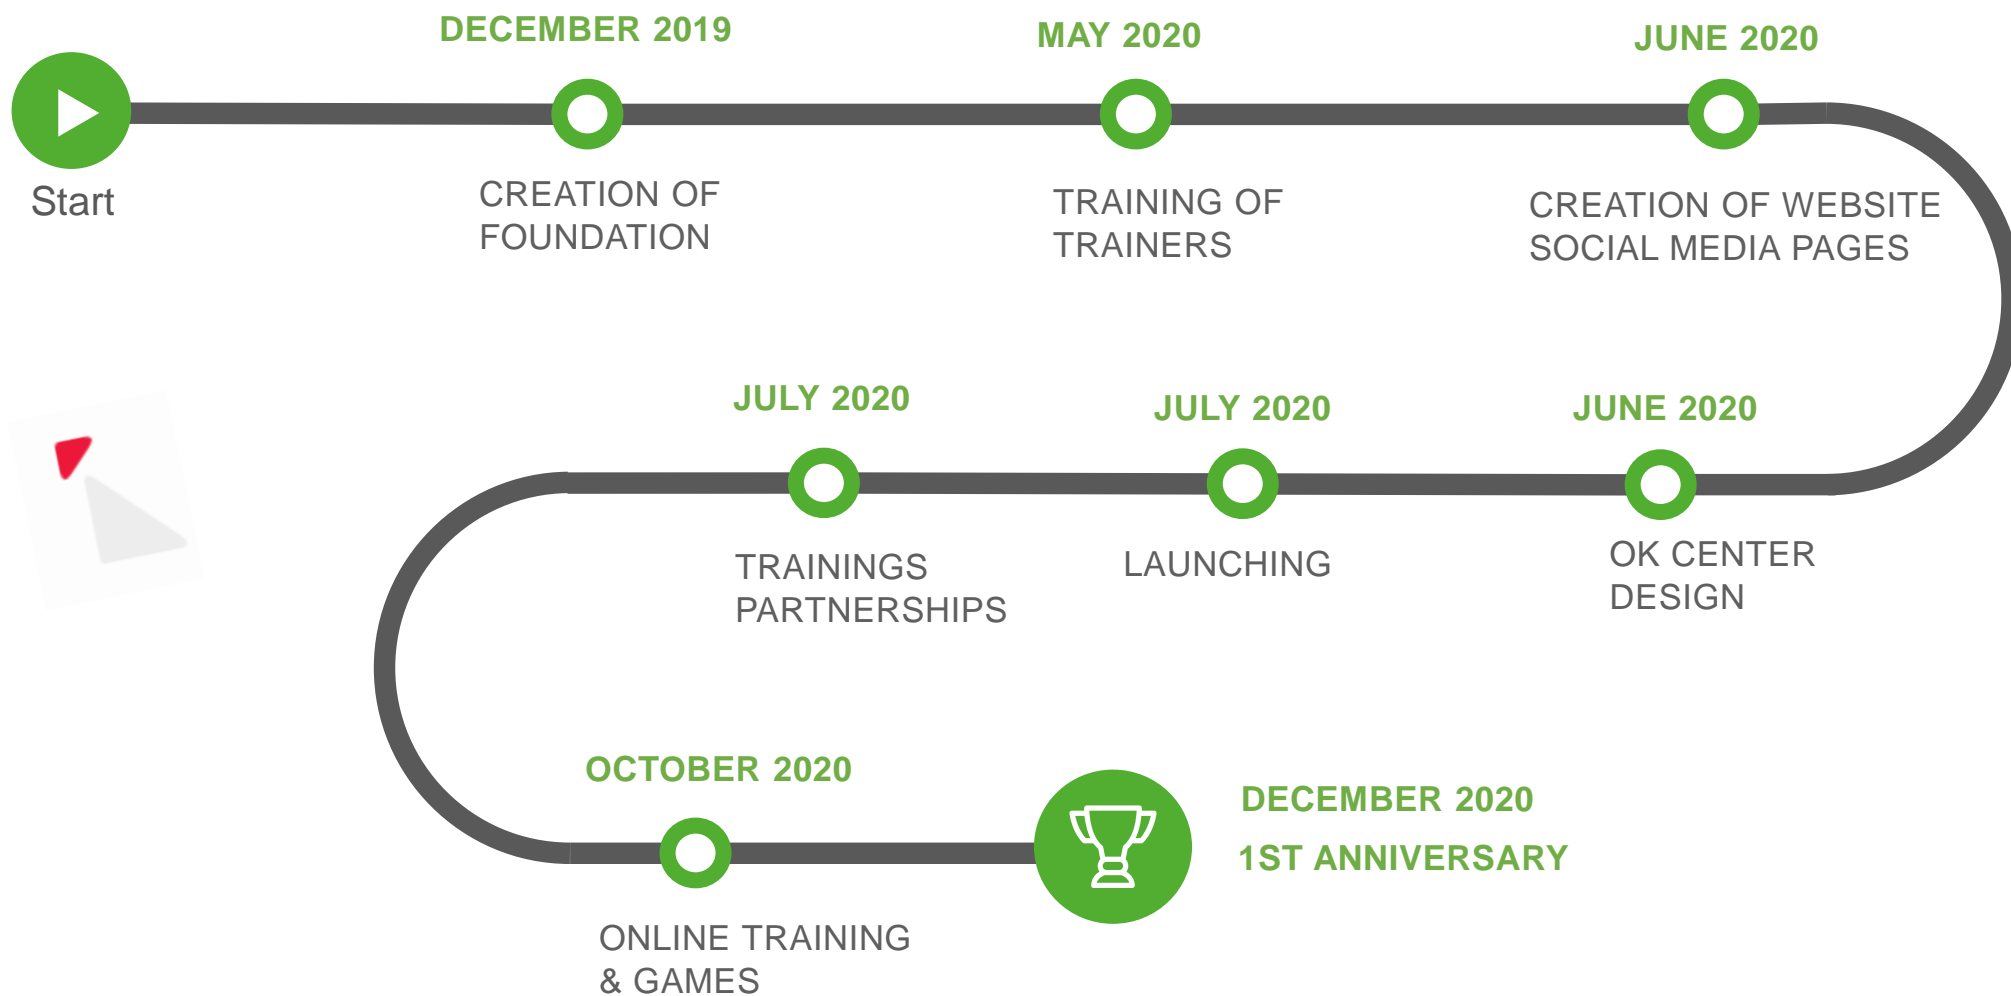 Start
DECEMBER 2019
CREATION OF
FOUNDATION
MAY 2020
TRAINING OF
TRAINERS
JUNE 2020
CREATION OF WEBSITE
SOCIAL MEDIA PAGES
JUNE 2020
OK CENTER
DESIGN
JULY 2020
LAUNCHING
JULY 2020
TRAININGS
PARTNERSHIPS
OCTOBER 2020
ONLINE TRAINING
& GAMES
DECEMBER 2020
1ST ANNIVERSARY